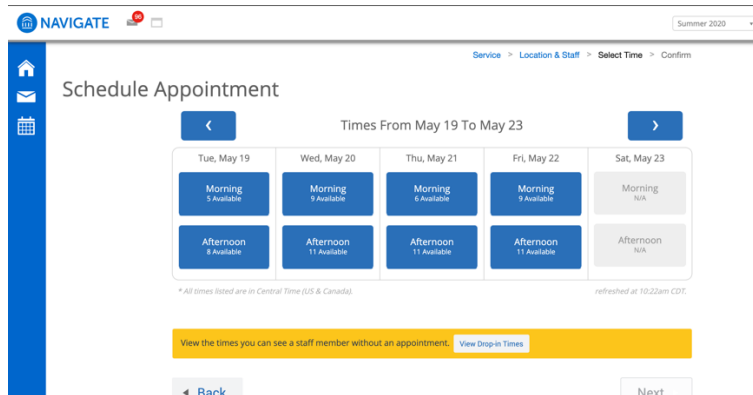 NAVIGATE
96
Summer 2020
Service > Location & Staff > Select Time > Confirm
Schedule Appointment
Times From May 19 To May 23
Tue, May 19
Wed, May 20
Thu, May 21
Fri, May 22
Sat, May 23
Morning
5 Available
Morning
9 Available
Morning
6 Available
Morning
9 Available
Morning
N/A
Afternoon
8 Available
Afternoon
11 Available
Afternoon
11 Available
Afternoon
11 Available
Afternoon
N/A
* All times listed are in Central Time (US & Canada).
refreshed at 10:22am CDT.
View the times you can see a staff member without an appointment.
View Drop-in Times
Back
Next